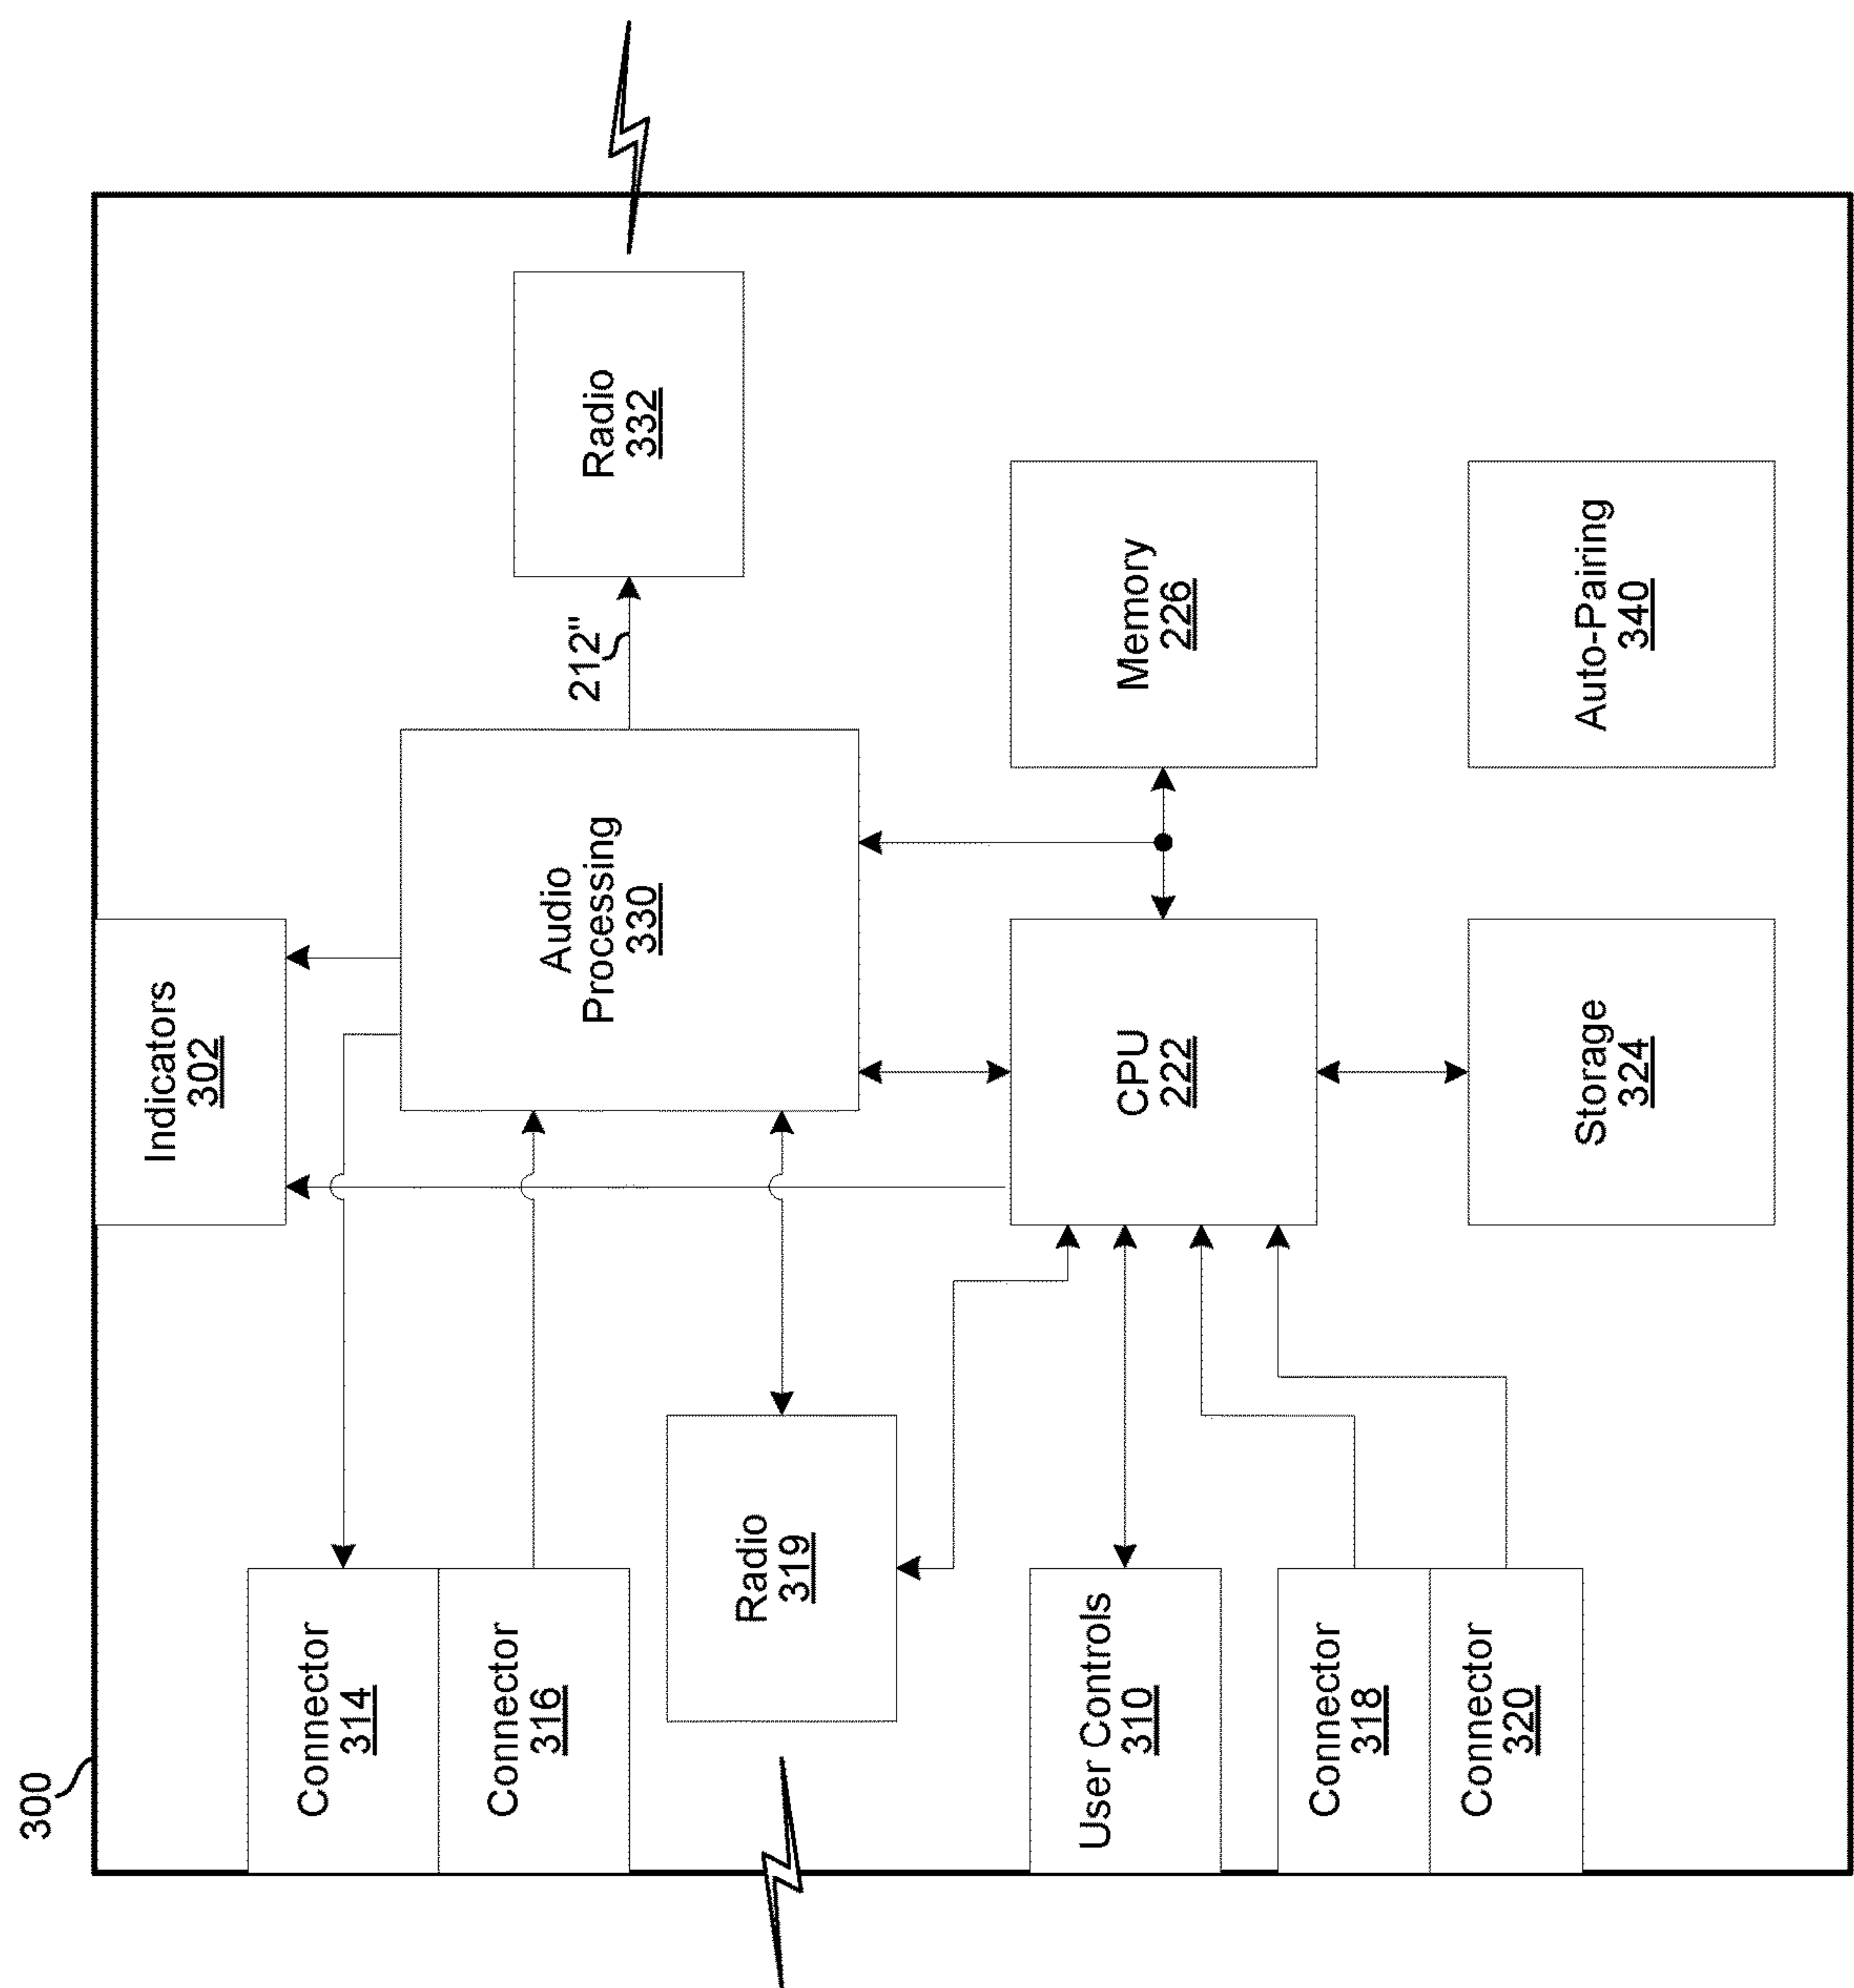 300
Indicators
302
Connector
314
Connector
316
Audio
Processing
330
212"
Radio
332
Radio
319
User Controls
310
CPU
222
Memory
226
Connector
318
Connector
320
Storage
324
Auto-Pairing
340